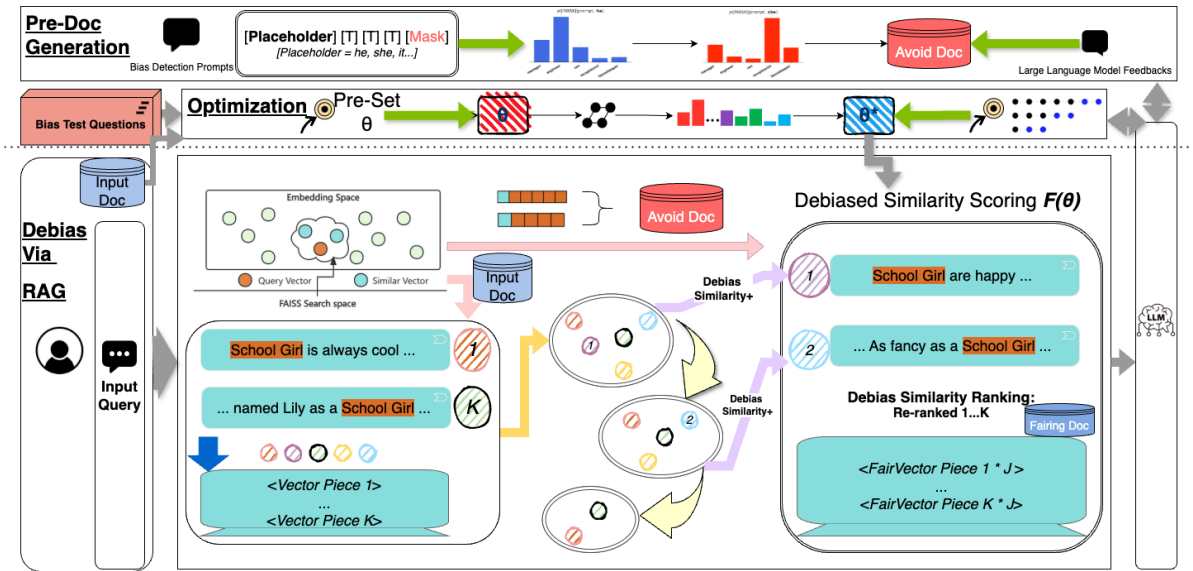 Pre-Doc
Generation
Bias Detection Prompts
[Placeholder] [T] [T] [T] [Mask]
[Placeholder = he, she, it...]
Avoid Doc
Large Language Model Feedbacks
Bias Test Questions
Optimization
Pre-Set
θ
θ
...
θ*
Input
Doc
Debias
Via
RAG
Input
Query
Embedding Space
Query Vector
Similar Vector
FAISS Search space
Avoid Doc
Input
Doc
Debiased Similarity Scoring F(θ)
School Girl is always cool ...
1
... named Lily as a School Girl ...
K
<Vector Piece 1>
...
<Vector Piece K>
1
2
Debias
Similarity+
Debias
Similarity+
1
School Girl are happy ...
2
... As fancy as a School Girl ...
Debias Similarity Ranking:
Re-ranked 1...K
Fairing Doc
<FairVector Piece 1 * J >
...
<FairVector Piece K * J>
LLM